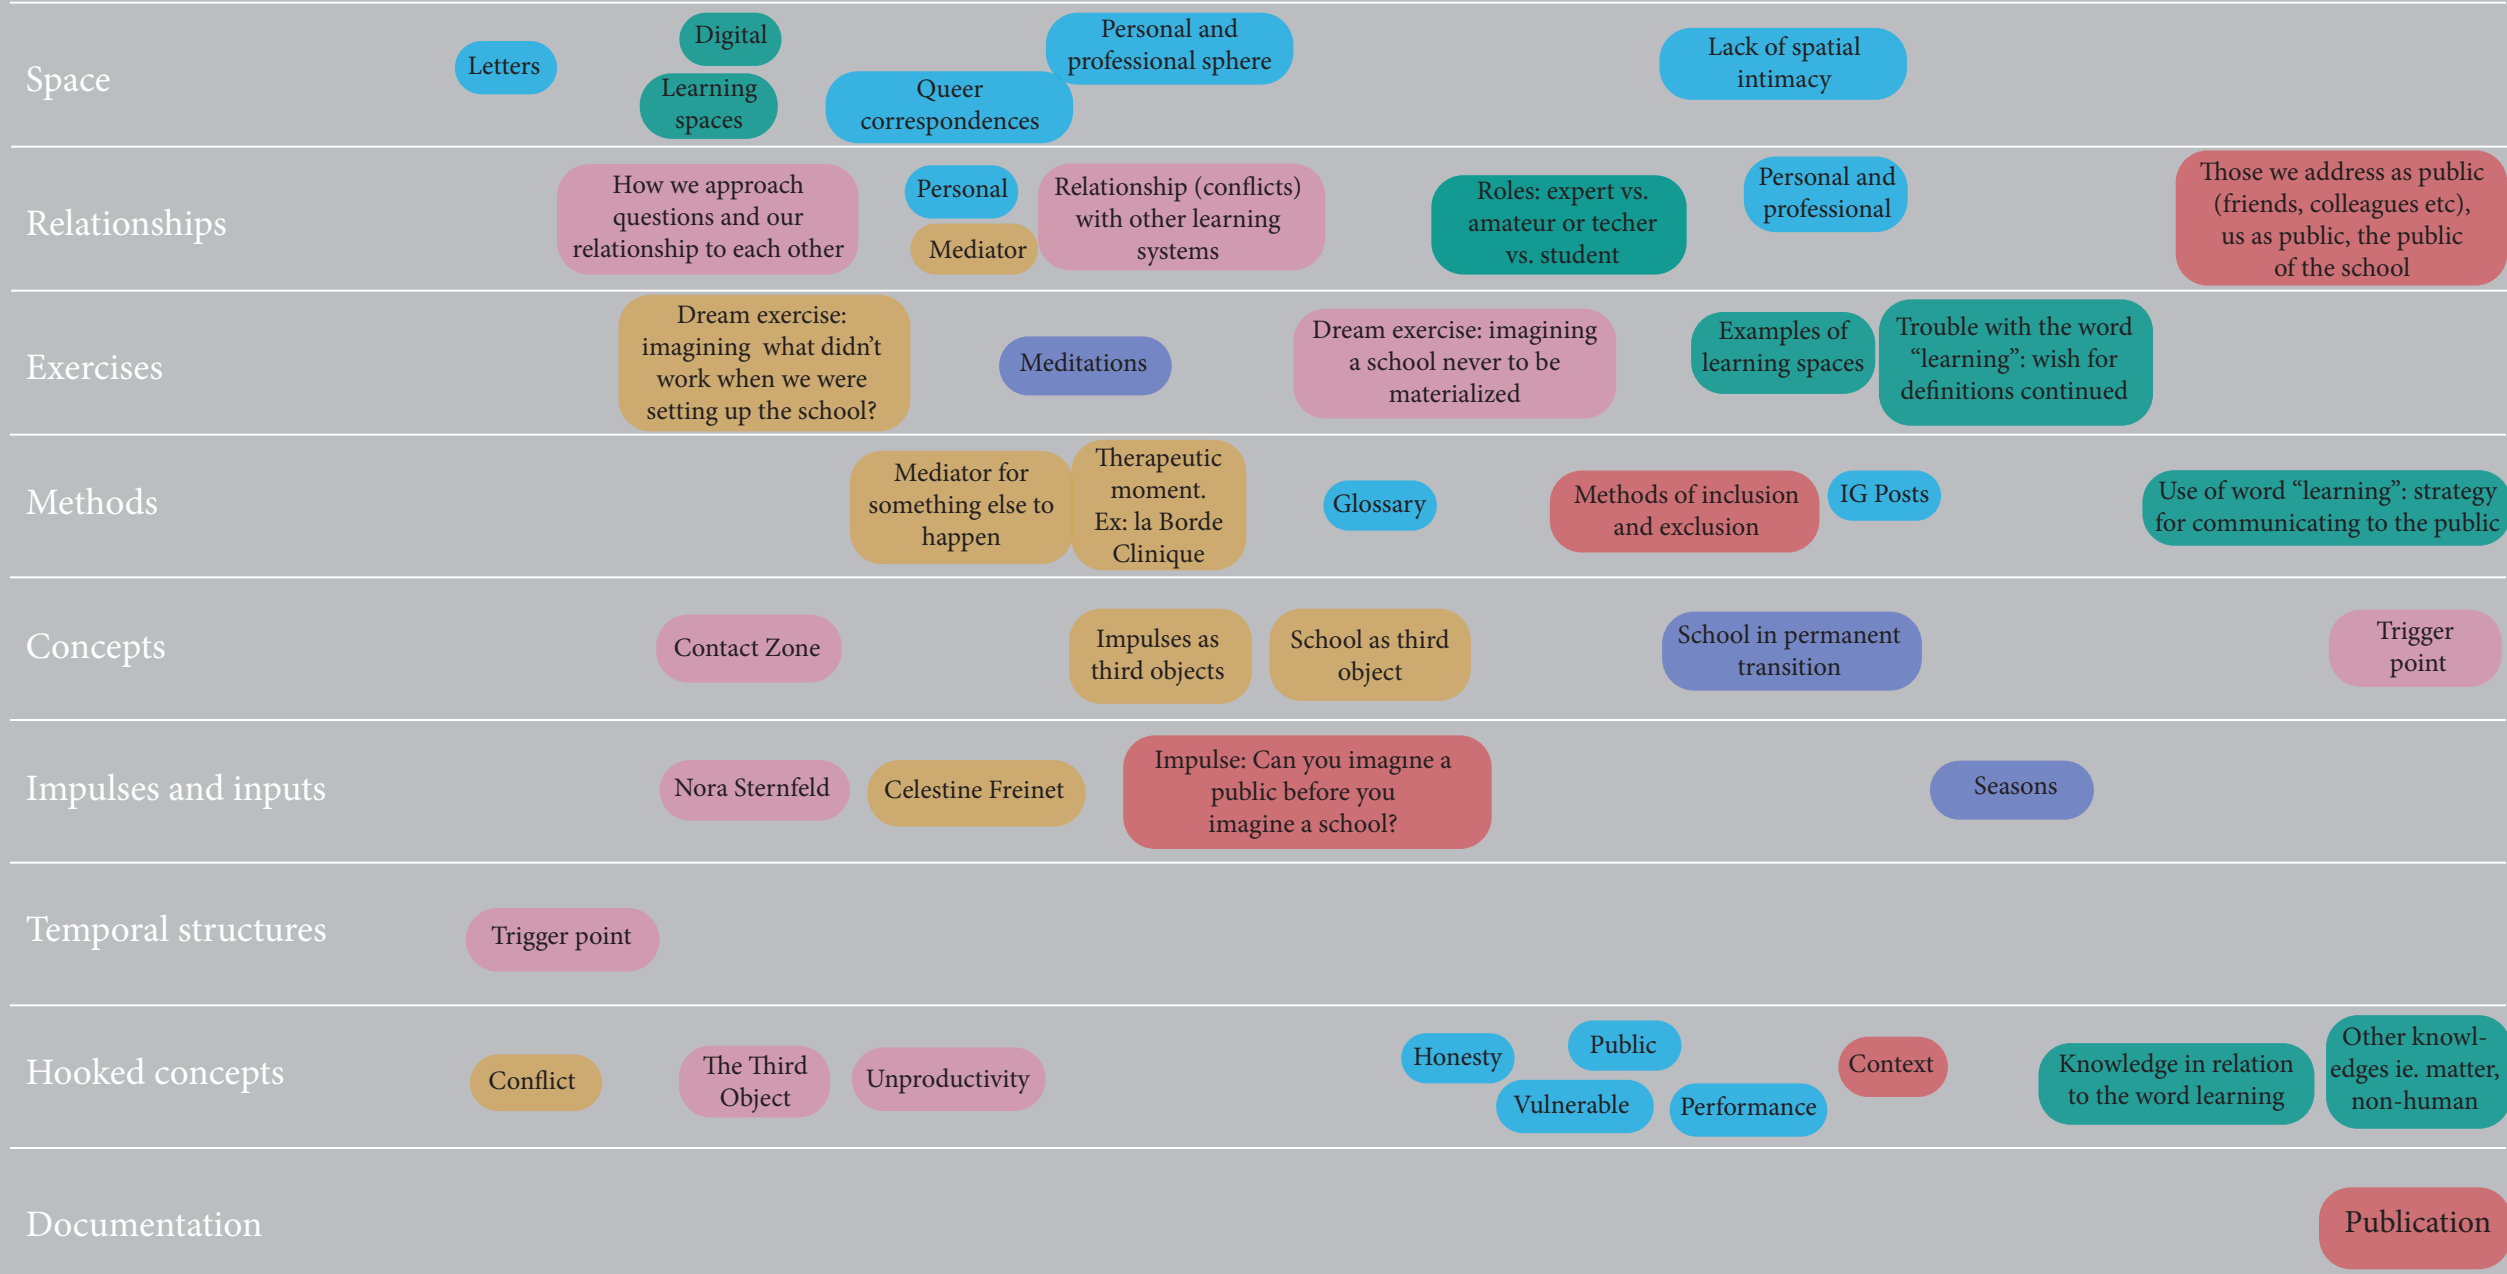 Space
Letters
Digital
Learning
spaces
Queer
correspondences
Personal and
professional sphere
Lack of spatial
intimacy
Relationships
How we approach
questions and our
relationship to each other
Personal
Mediator
Relationship (conflicts)
with other learning
systems
Roles: expert vs.
amateur or techer
vs. student
Personal and
professional
Those we address as public
(friends, colleagues etc),
us as public, the public
of the school
Exercises
Dream exercise:
imagining what didn't
work when we were
setting up the school?
Meditations
Dream exercise: imagining
a school never to be
materialized
Examples of
learning spaces
Trouble with the word
“learning”: wish for
definitions continued
Methods
Mediator for
something else to
happen
Therapeutic
moment.
Ex: la Borde
Clinique
Glossary
Methods of inclusion
and exclusion
IG Posts
Use of word “learning”: strategy
for communicating to the public
Concepts
Contact Zone
Impulses as
third objects
School as third
object
School in permanent
transition
Trigger
point
Impulses and inputs
Nora Sternfeld
Celestine Freinet
Impulse: Can you imagine a
public before you
imagine a school?
Seasons
Temporal structures
Trigger point
Hooked concepts
Conflict
The Third
Object
Unproductivity
Honesty
Vulnerable
Public
Performance
Context
Knowledge in relation
to the word learning
Other knowl-
edges ie. matter,
non-human
Documentation
Publication